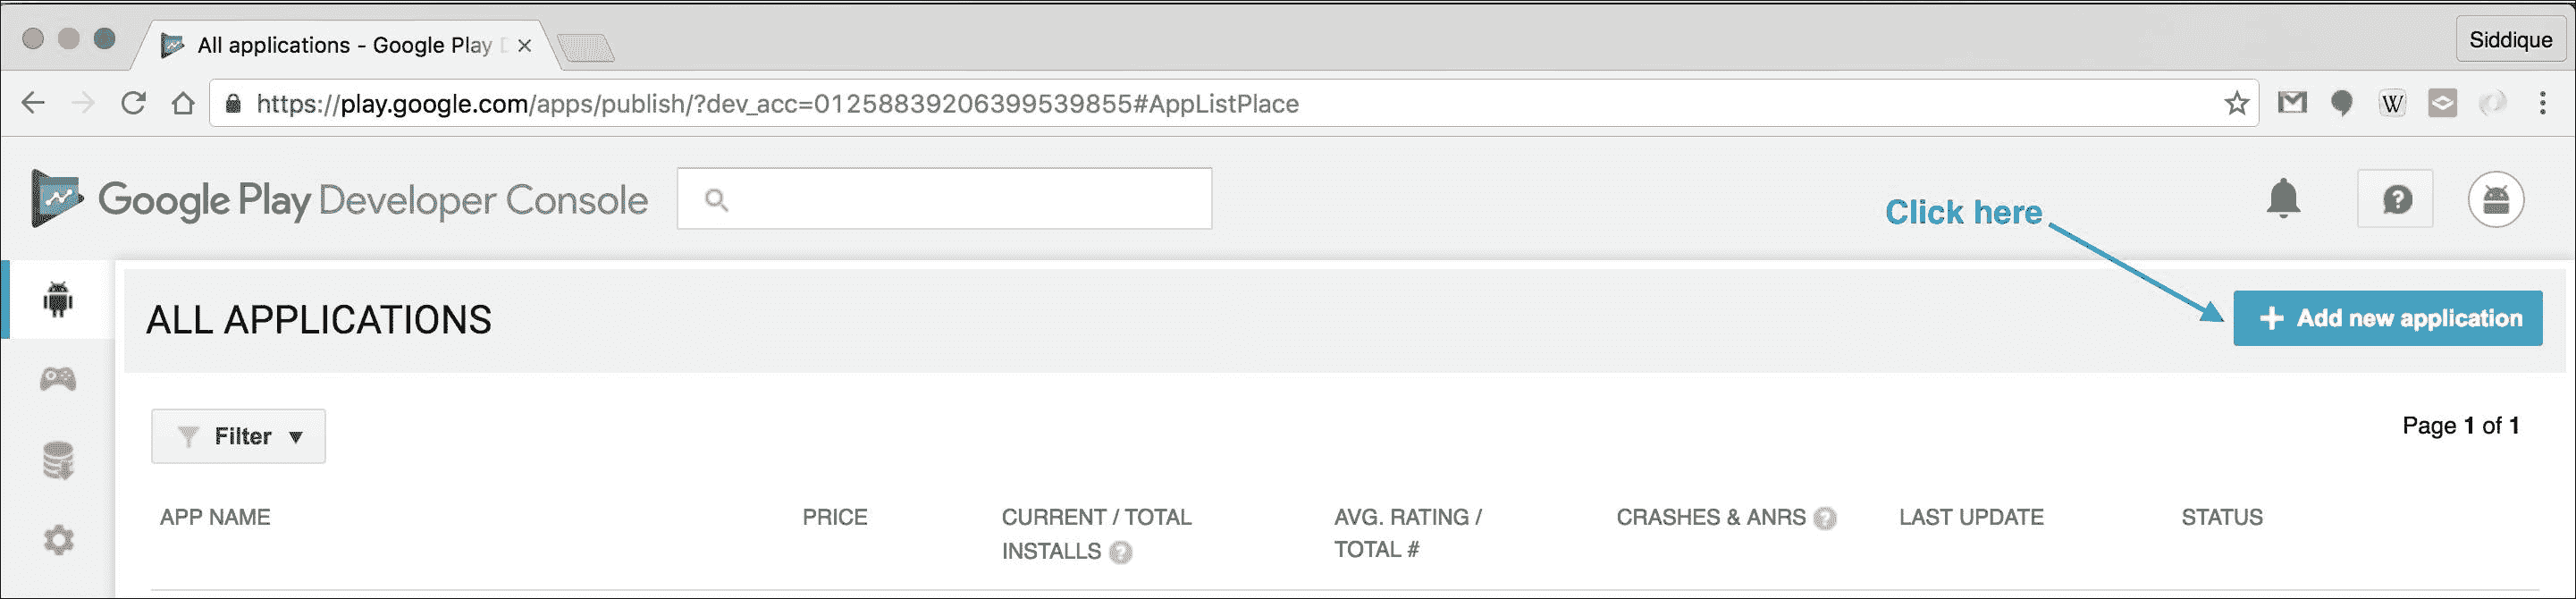 All applications - Google Play
Siddique
https://play.google.com/apps/publish/?dev_acc=01258839206399539855#AppListPlace
W
Google Play Developer Console
Click here
ALL APPLICATIONS
+ Add new application
Filter
Page 1 of 1
APP NAME PRICE CURRENT / TOTAL AVG. RATING / CRASHES & ANRS ? LAST UPDATE STATUS
INSTALLS ? TOTAL #